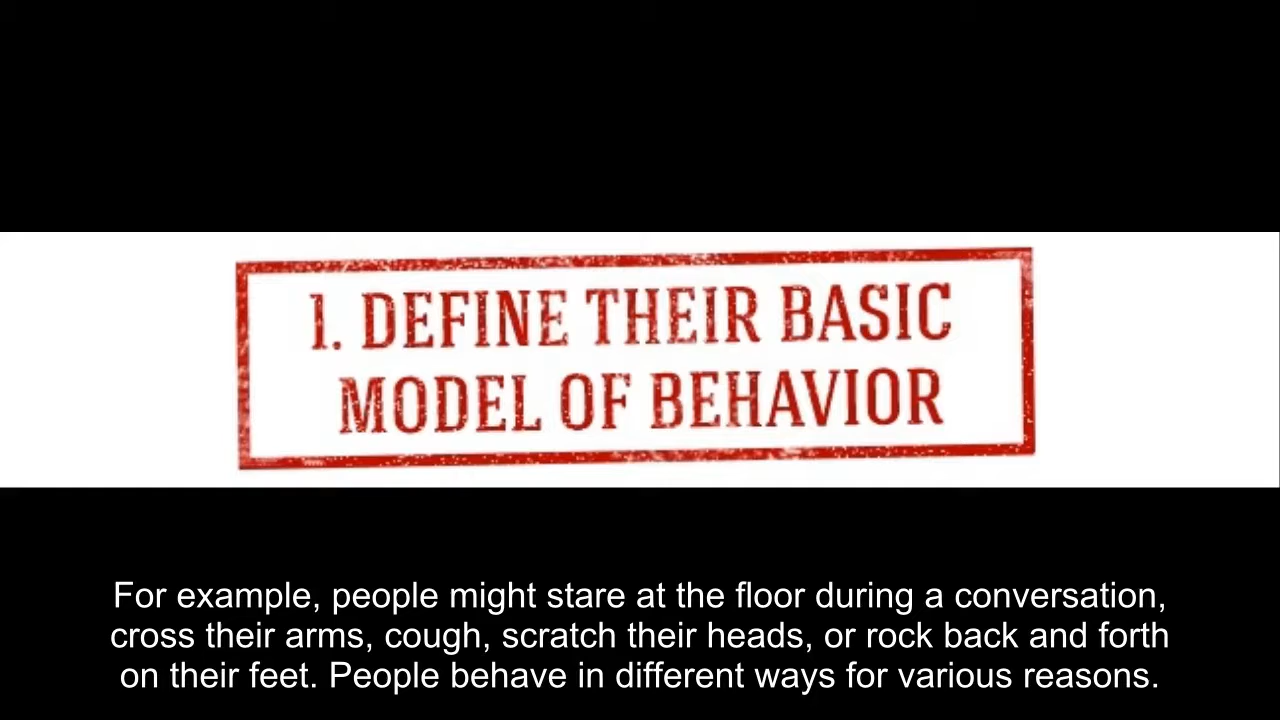 1. DEFINE THEIR BASIC
MODEL OF BEHAVIOR
For example, people might stare at the floor during a conversation,
cross their arms, cough, scratch their heads, or rock back and forth
on their feet. People behave in different ways for various reasons.